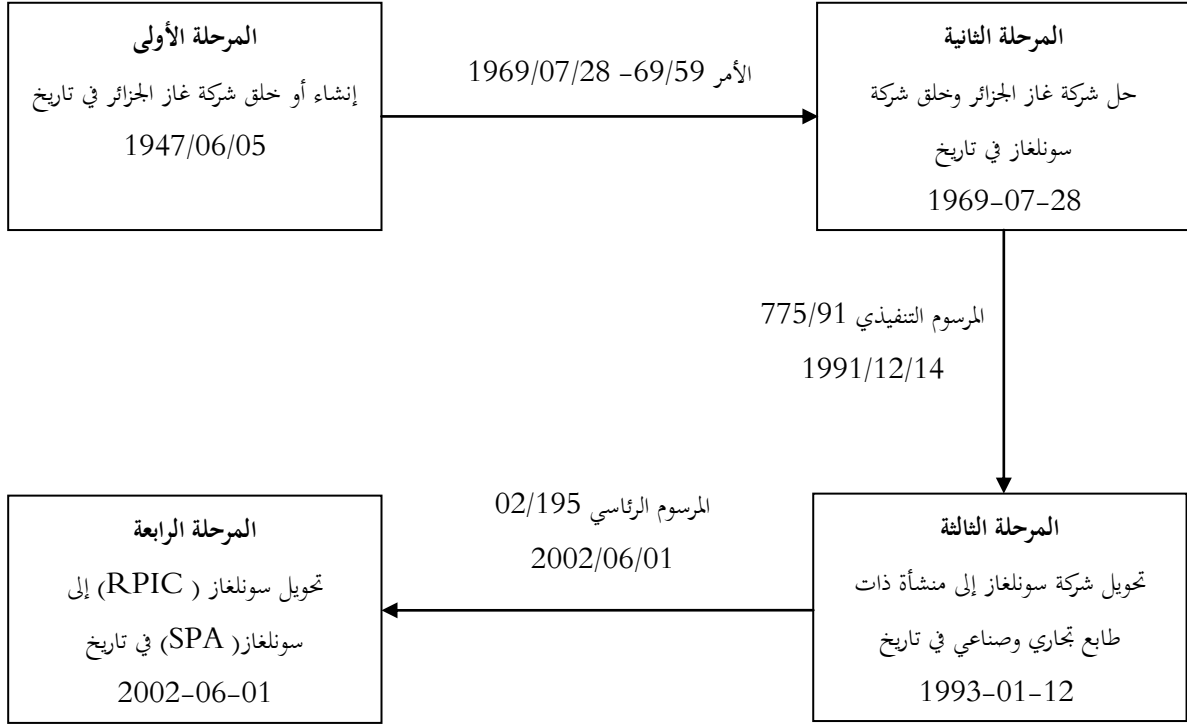 المرحلة الأولى
إنشاء أو خلق شركة غاز الجزائر في تاريخ
1947/06/05
الأمر 69/59 -1969/07/28
المرحلة الثانية
حل شركة غاز الجزائر وخلق شركة
سونلغاز في تاريخ
1969-07-28
المرسوم التنفيذي 775/91
1991/12/14
المرحلة الثالثة
تحويل شركة سونلغاز إلى منشأة ذات
طابع تجاري وصناعي في تاريخ
1993-01-12
المرسوم الرئاسي 02/195
2002/06/01
المرحلة الرابعة
تحويل سونلغاز ( RPIC) إلى
سونلغاز( SPA) في تاريخ
2002-06-01